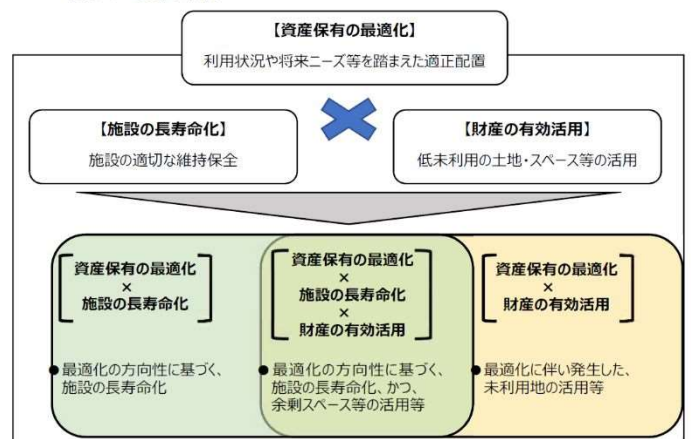 【資産保有の最適化】
利用状況や将来ニーズ等を踏まえた適正配置
【施設の長寿命化】
施設の適切な維持保全
【財産の有効活用】
低未利用の土地・スペース等の活用
資産保有の最適化
×
施設の長寿命化
資産保有の最適化
×
施設の長寿命化
×
財産の有効活用
資産保有の最適化
×
財産の有効活用
●最適化の方向性に基づく、
施設の長寿命化
●最適化の方向性に基づく、
施設の長寿命化、かつ、
余剰スペース等の活用等
●最適化に伴い発生した、
未利用地の活用等